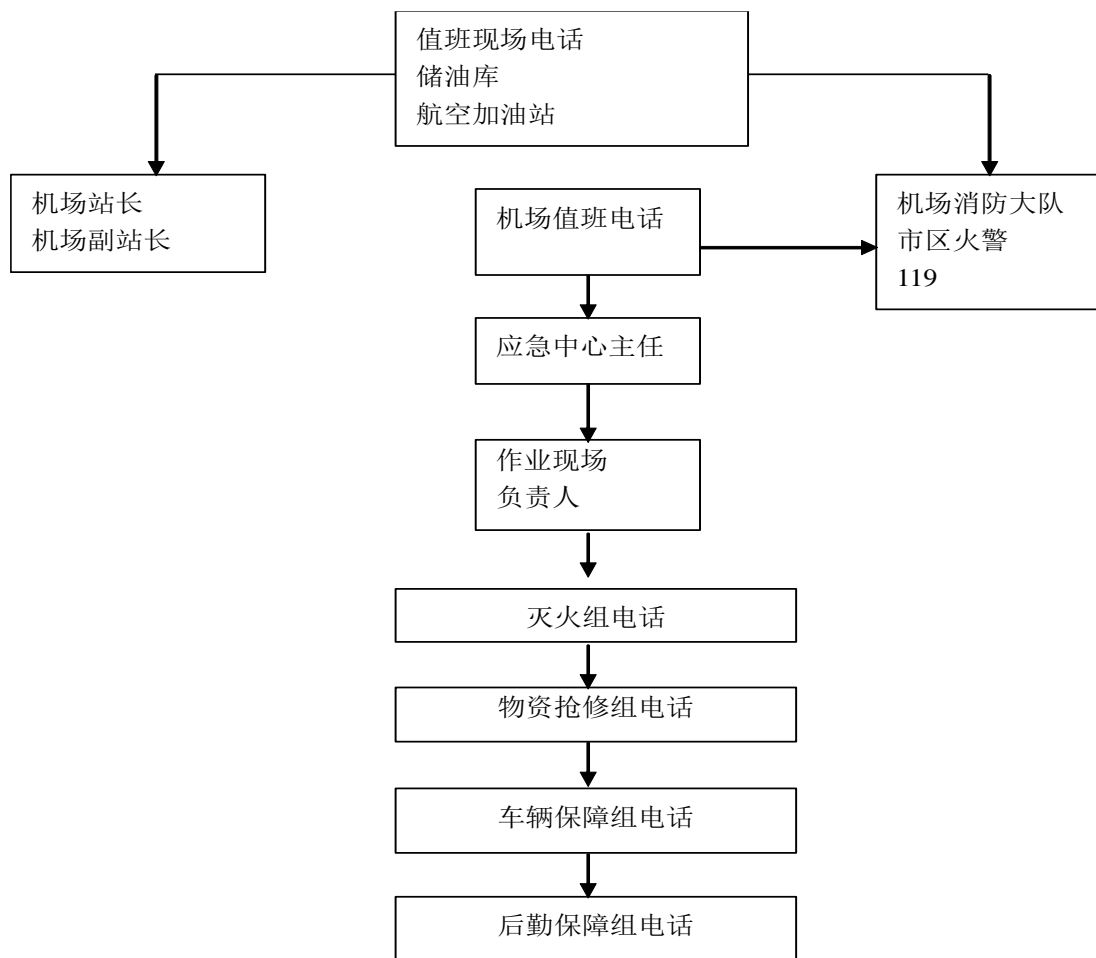 值班现场电话
储油库
航空加油站
机场站长
机场副站长
机场值班电话
机场消防大队
市区火警
119
应急中心主任
作业现场
负责人
灭火组电话
物资抢修组电话
车辆保障组电话
后勤保障组电话